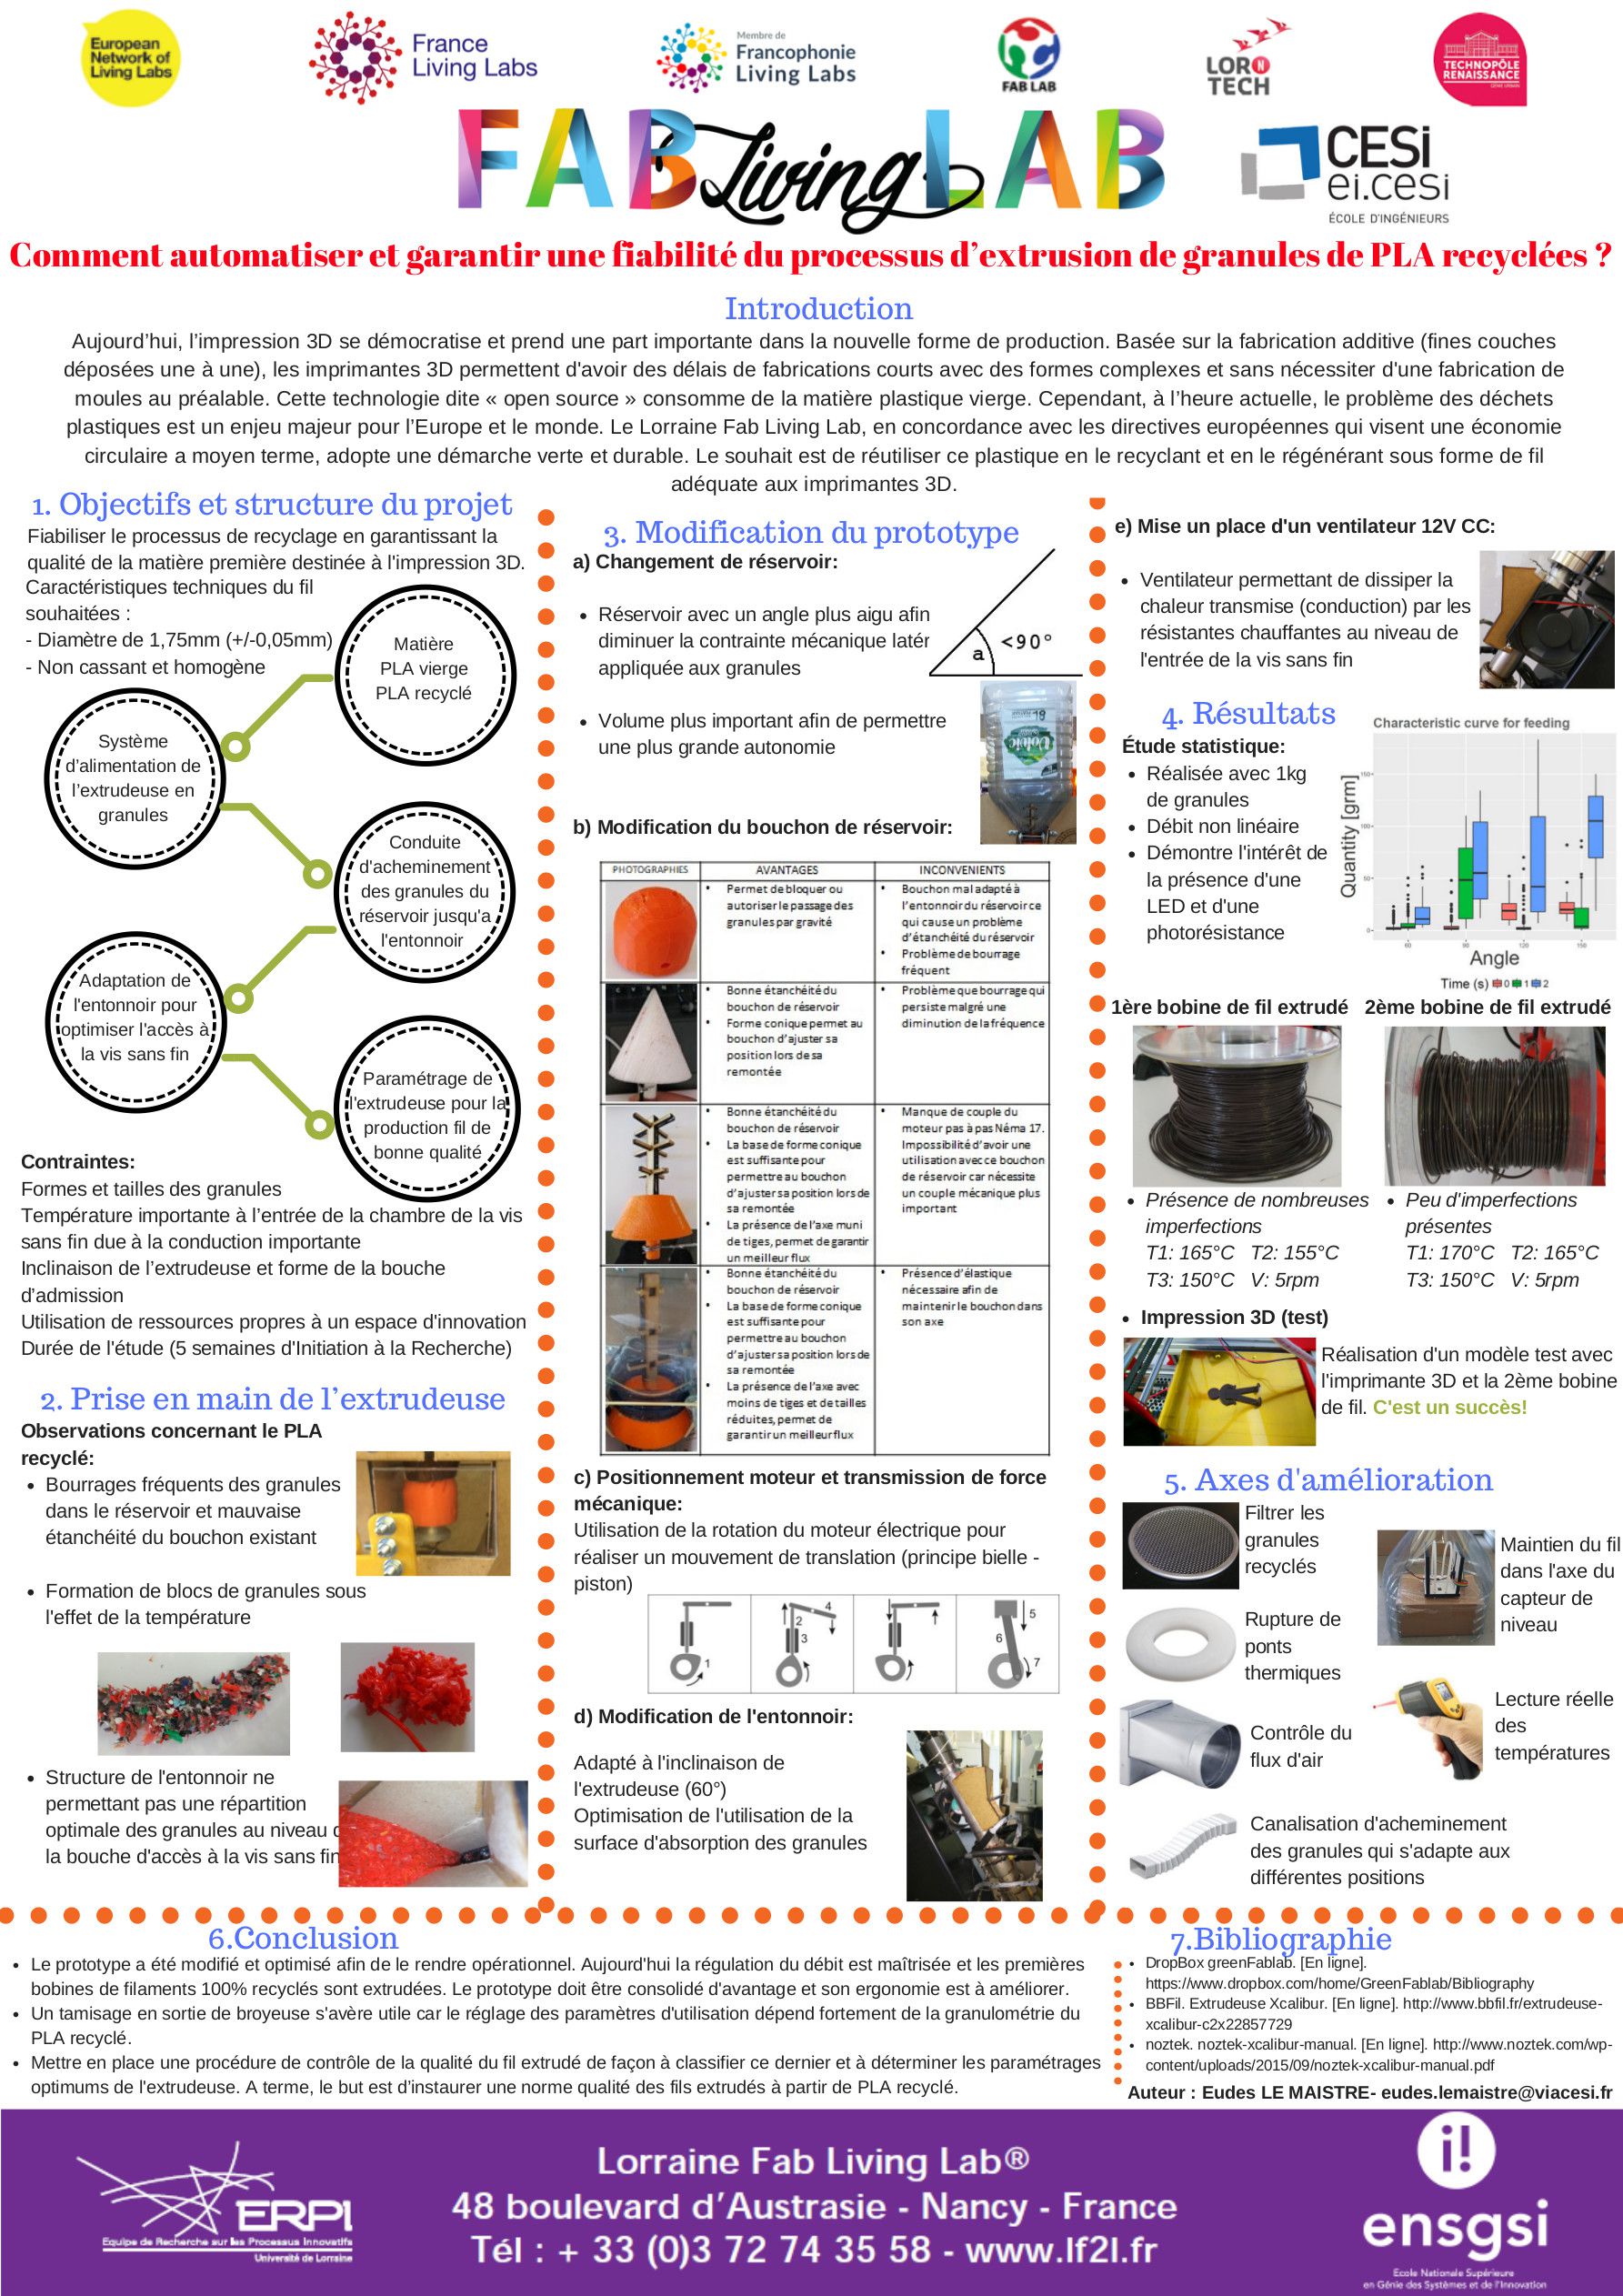 European
Network of
Living Labs
France
Living Labs
Membre de
Francophonie
Living Labs
FAB LAB
LOR N
TECH
TECHNOPÔLE
RENAISSANCE
FAB Living LAB
CESi
ei.cesi
ÉCOLE D'INGÉNIEURS
Comment automatiser et garantir une fiabilité du processus d'extrusion de granules de PLA recyclées ?
Introduction
Aujourd'hui, l'impression 3D se démocratise et prend une part importante dans la nouvelle forme de production. Basée sur la fabrication additive (fines couches
déposées une à une), les imprimantes 3D permettent d'avoir des délais de fabrications courts avec des formes complexes et sans nécessiter d'une fabrication de
moules au préalable. Cette technologie dite « open source » consomme de la matière plastique vierge. Cependant, à l'heure actuelle, le problème des déchets
plastiques est un enjeu majeur pour l'Europe et le monde. Le Lorraine Fab Living Lab, en concordance avec les directives européennes qui visent une économie
circulaire a moyen terme, adopte une démarche verte et durable. Le souhait est de réutiliser ce plastique en le recyclant et en le régénérant sous forme de fil
adéquate aux imprimantes 3D.
1. Objectifs et structure du projet
Fiabiliser le processus de recyclage en garantissant la
qualité de la matière première destinée à l'impression 3D.
Caractéristiques techniques du fil
souhaitées :
- Diamètre de 1,75mm (+/-0,05mm)
- Non cassant et homogène
Matière
PLA vierge
PLA recyclé
Système
d'alimentation de
l'extrudeuse en
granules
Conduite
d'acheminement
des granules du
réservoir jusqu'a
l'entonnoir
Adaptation de
l'entonnoir pour
optimiser l'accès à
la vis sans fin
Paramétrage de
l'extrudeuse pour la
production fil de
bonne qualité
Contraintes:
Formes et tailles des granules
Température importante à l'entrée de la chambre de la vis
sans fin due à la conduction importante
Inclinaison de l'extrudeuse et forme de la bouche
d'admission
Utilisation de ressources propres à un espace d'innovation
Durée de l'étude (5 semaines d'Initiation à la Recherche)
2. Prise en main de l'extrudeuse
Observations concernant le PLA
recyclé:
• Bourrages fréquents des granules
dans le réservoir et mauvaise
étanchéité du bouchon existant
• Formation de blocs de granules sous
l'effet de la température
• Structure de l'entonnoir ne
permettant pas une répartition
optimale des granules au niveau
la bouche d'accès à la vis sans fin
3. Modification du prototype
a) Changement de réservoir:
• Réservoir avec un angle plus aigu afin
diminuer la contrainte mécanique latér
appliquée aux granules
a <90°
• Volume plus important afin de permettre
une plus grande autonomie
Volvic
b) Modification du bouchon de réservoir:
PHOTOGRAPHIES AVANTAGES INCONVENIENTS
• Permet de bloquer ou
autoriser le passage des
granules par gravité
• Bouchon mal adapté à
l'entonnoir du réservoir ce
qui cause un problème
d'étanchéité du réservoir
• Problème de bourrage
fréquent
• Bonne étanchéité du
bouchon de réservoir
• Forme conique permet au
bouchon d'ajuster sa
position lors de sa
remontée
• Problème que bourrage qui
persiste malgré une
diminution de la fréquence
• Bonne étanchéité du
bouchon de réservoir
• La base de forme conique
est suffisante pour
permettre au bouchon
d'ajuster sa position lors de
sa remontée
• La présence de l'axe muni
de tiges, permet de garantir
un meilleur flux
• Manque de couple du
moteur pas à pas Néma 17.
Impossibilité d'avoir une
utilisation avec ce bouchon
de réservoir car nécessite
un couple mécanique plus
important
• Bonne étanchéité du
bouchon de réservoir
• La base de forme conique
est suffisante pour
permettre au bouchon
d'ajuster sa position lors de
sa remontée
• La présence de l'axe avec
moins de tiges et de tailles
réduites, permet de
garantir un meilleur flux
• Présence d'élastique
nécessaire afin de
maintenir le bouchon dans
son axe
c) Positionnement moteur et transmission de force
mécanique:
Utilisation de la rotation du moteur électrique pour
réaliser un mouvement de translation (principe bielle -
piston)
1 2 3 4 5 6 7
d) Modification de l'entonnoir:
Adapté à l'inclinaison de
l'extrudeuse (60°)
Optimisation de l'utilisation de la
surface d'absorption des granules
e) Mise un place d'un ventilateur 12V CC:
• Ventilateur permettant de dissiper la
chaleur transmise (conduction) par les
résistantes chauffantes au niveau de
l'entrée de la vis sans fin
4. Résultats
Étude statistique:
• Réalisée avec 1kg
de granules
• Débit non linéaire
• Démontre l'intérêt de
la présence d'une
LED et d'une
photorésistance
Characteristic curve for feeding
Quantity [grm]
150
100
50
0
60 90 120 150
Angle
Time (s) 0 1 2
1ère bobine de fil extrudé
• Présence de nombreuses
imperfections
T1: 165°C T2: 155°C
T3: 150°C V: 5rpm
2ème bobine de fil extrudé
• Peu d'imperfections
présentes
T1: 170°C T2: 165°C
T3: 150°C V: 5rpm
• Impression 3D (test)
Réalisation d'un modèle test avec
l'imprimante 3D et la 2ème bobine
de fil. C'est un succès!
5. Axes d'amélioration
Filtrer les
granules
recyclés
Maintien du fil
dans l'axe du
capteur de
niveau
Rupture de
ponts
thermiques
Lecture réelle
des
températures
Contrôle du
flux d'air
Canalisation d'acheminement
des granules qui s'adapte aux
différentes positions
6.Conclusion
• Le prototype a été modifié et optimisé afin de le rendre opérationnel. Aujourd'hui la régulation du débit est maîtrisée et les premières
bobines de filaments 100% recyclés sont extrudées. Le prototype doit être consolidé d'avantage et son ergonomie est à améliorer.
• Un tamisage en sortie de broyeuse s'avère utile car le réglage des paramètres d'utilisation dépend fortement de la granulométrie du
PLA recyclé.
• Mettre en place une procédure de contrôle de la qualité du fil extrudé de façon à classifier ce dernier et à déterminer les paramétrages
optimums de l'extrudeuse. A terme, le but est d'instaurer une norme qualité des fils extrudés à partir de PLA recyclé.
7.Bibliographie
• DropBox greenFablab. [En ligne].
https://www.dropbox.com/home/GreenFablab/Bibliography
• BBFil. Extrudeuse Xcalibur. [En ligne]. http://www.bbfil.fr/extrudeuse-
xcalibur-c2x22857729
• noztek. noztek-xcalibur-manual. [En ligne]. http://www.noztek.com/wp-
content/uploads/2015/09/noztek-xcalibur-manual.pdf
Auteur : Eudes LE MAISTRE- eudes.lemaistre@viacesi.fr
ERPI
Equipe de Recherche sur les Processus Innovatifs
Université de Lorraine
Lorraine Fab Living Lab®
48 boulevard d'Austrasie - Nancy - France
Tél : + 33 (0)3 72 74 35 58 - www.lf2l.fr
i!
ensgsi
Ecole Nationale Supérieure
en Génie des Systèmes et de l'Innovation